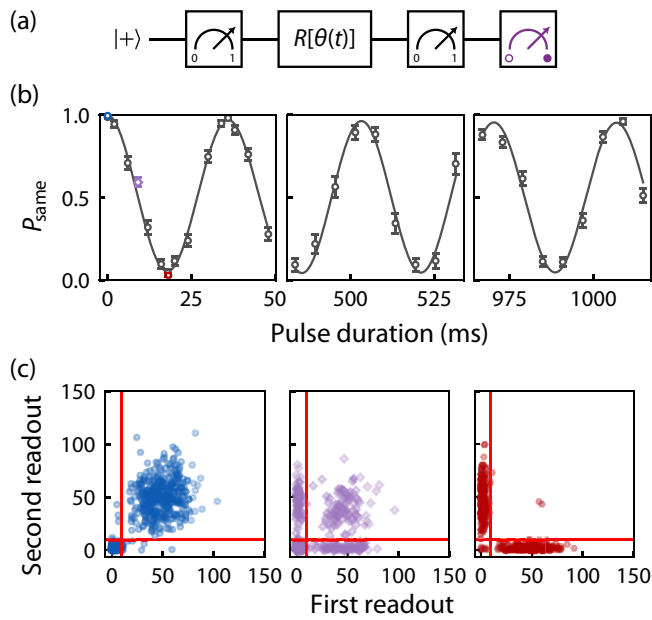 (a)
|+⟩ 0 1 R[θ(t)] 0 1
(b)
1.0
0.5
0.0
P_same
0 25 50 500 525 975 1000
Pulse duration (ms)
(c)
150
100
50
0
Second readout
0 50 100 150 0 50 100 150 0 50 100 150
First readout